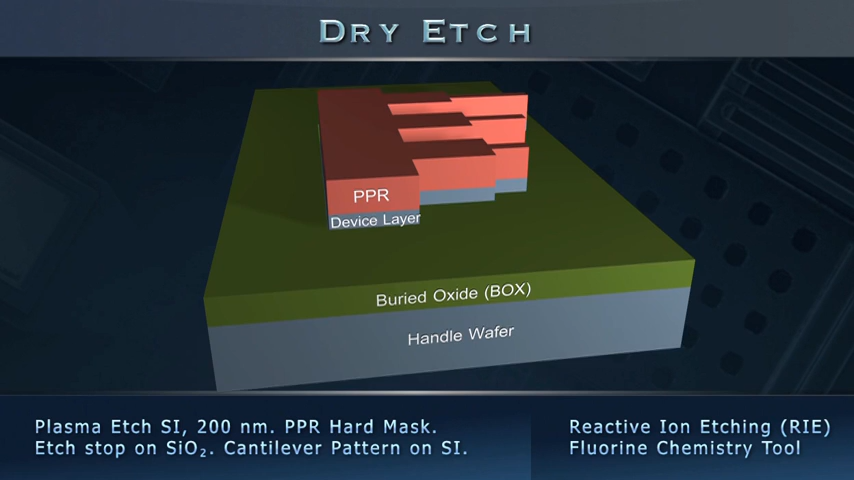 DRY ETCH
PPR
Device Layer
Buried Oxide (BOX)
Handle Wafer
Plasma Etch SI, 200 nm. PPR Hard Mask.
Etch stop on SiO₂. Cantilever Pattern on SI.
Reactive Ion Etching (RIE)
Fluorine Chemistry Tool